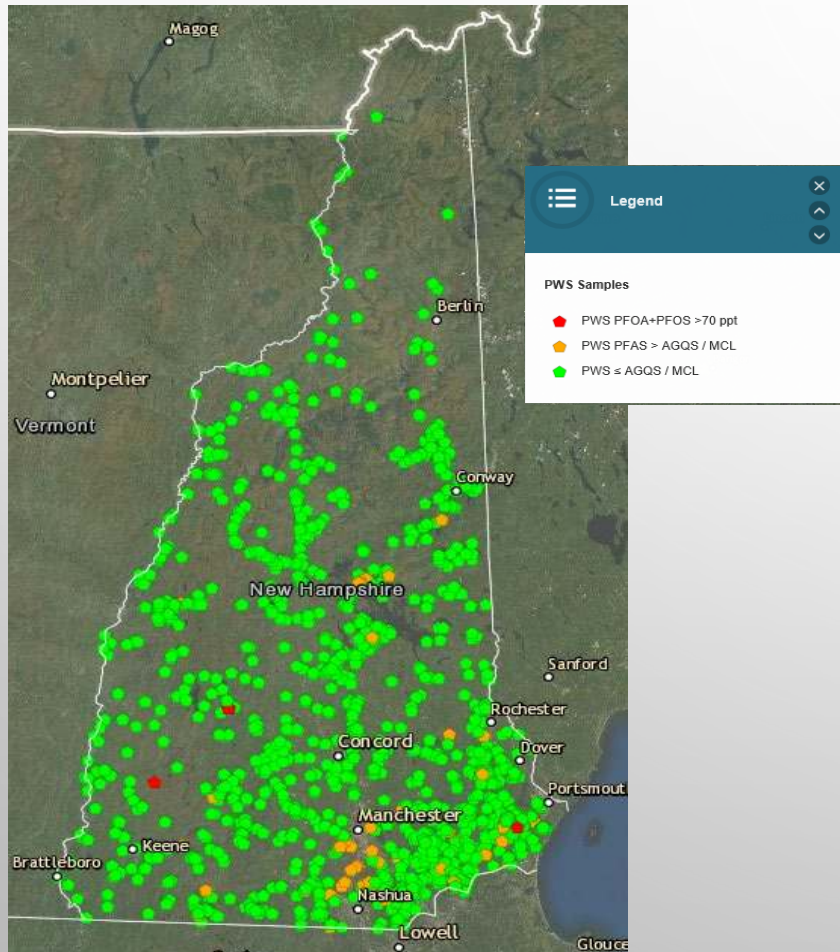 Magog
Legend
PWS Samples
PWS PFOA+PFOS >70 ppt
PWS PFAS > AGQS / MCL
PWS ≤ AGQS / MCL
Berlin
Montpelier
Vermont
Conway
New Hampshire
Sanford
Rochester
Concord
Dover
Portsmout
Manchester
Keene
Brattleboro
Nashua
Lowell
Glouce